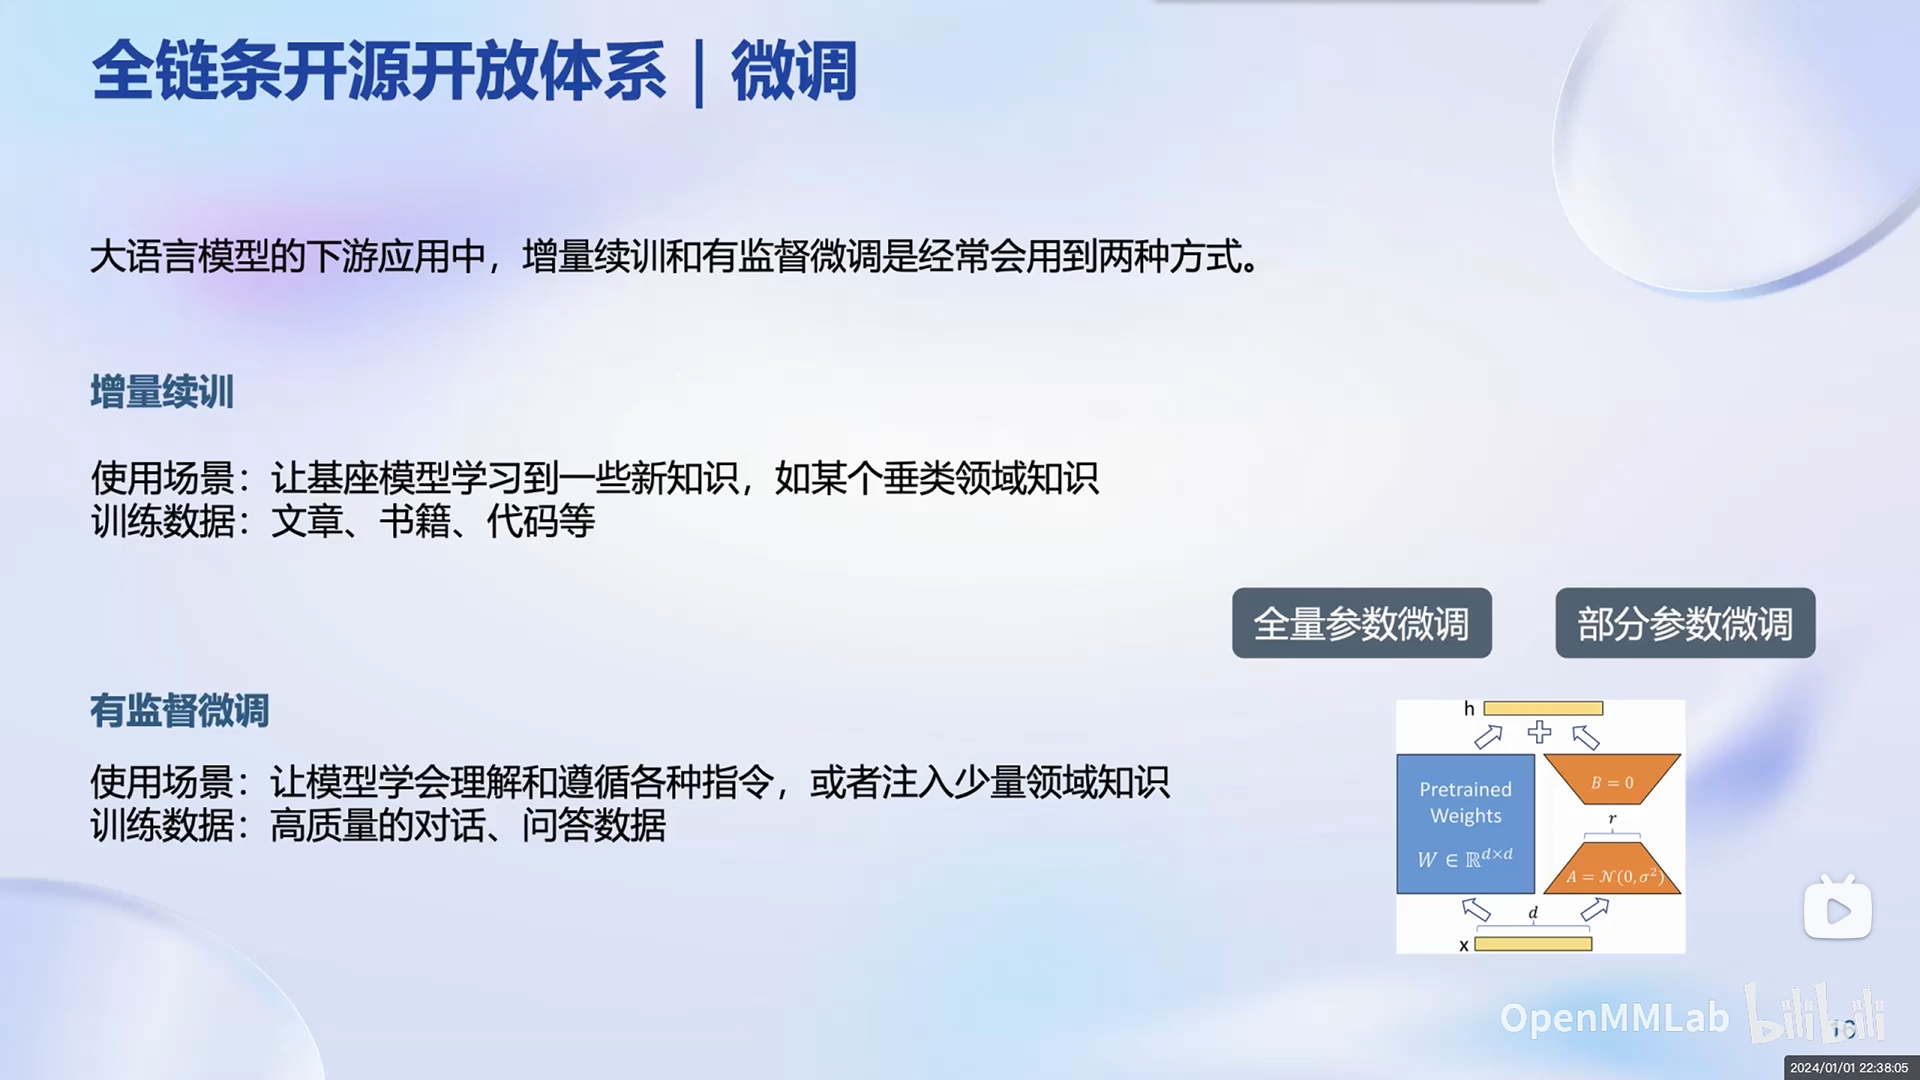 全链条开源开放体系 | 微调
大语言模型的下游应用中，增量续训和有监督微调是经常会用到两种方式。
增量续训
使用场景：让基座模型学习到一些新知识，如某个垂类领域知识
训练数据：文章、书籍、代码等
全量参数微调
部分参数微调
有监督微调
使用场景：让模型学会理解和遵循各种指令，或者注入少量领域知识
训练数据：高质量的对话、问答数据
h
Pretrained
Weights
W ∈ ℝ^{d×d}
B = 0
r
A = 𝒩(0, σ²)
d
x
OpenMMLab bilibili
16
2024/01/01 22:38:05